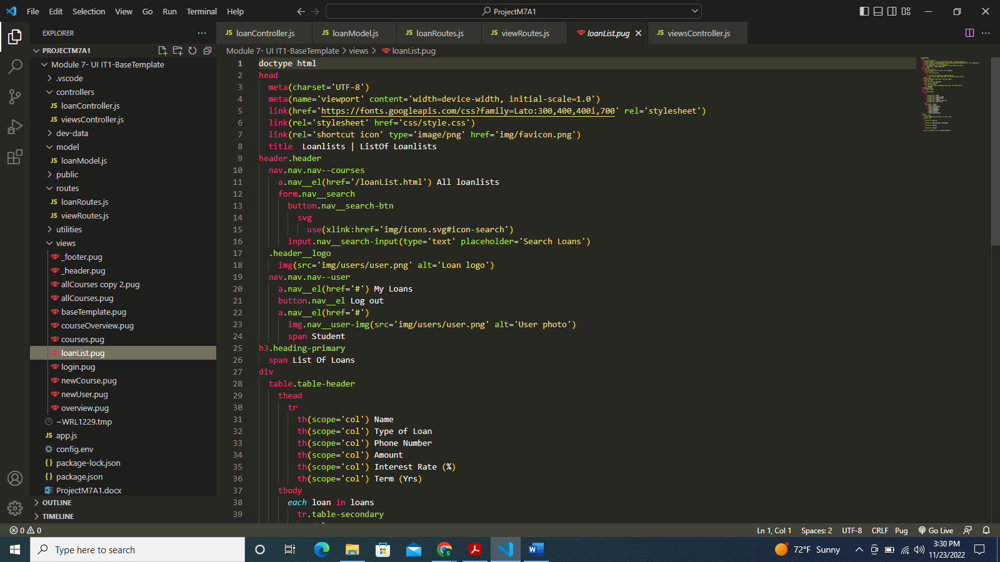 File Edit Selection View Go Run Terminal Help
ProjectM7A1
EXPLORER
PROJECTM7A1
Module 7- UI IT1-BaseTemplate
.vscode
controllers
JS loanController.js
JS viewsController.js
dev-data
model
JS loanModel.js
public
routes
JS loanRoutes.js
JS viewRoutes.js
utilities
views
_footer.pug
_header.pug
allCourses copy 2.pug
allCourses.pug
baseTemplate.pug
courseOverview.pug
courses.pug
loanList.pug
login.pug
newCourse.pug
newUser.pug
overview.pug
~WRL1229.tmp
JS app.js
config.env
{} package-lock.json
{} package.json
ProjectM7A1.docx
OUTLINE
TIMELINE
JS loanController.js JS loanModel.js JS loanRoutes.js JS viewRoutes.js loanList.pug JS viewsController.js
Module 7- UI IT1-BaseTemplate > views > loanList.pug
1 doctype html
2 head
3 meta(charset='UTF-8')
4 meta(name='viewport' content='width=device-width, initial-scale=1.0')
5 link(href='https://fonts.googleapis.com/css?family=Lato:300,400,400i,700' rel='stylesheet')
6 link(rel='stylesheet' href='css/style.css')
7 link(rel='shortcut icon' type='image/png' href='img/favicon.png')
8 title  Loanlists | ListOf Loanlists
9 header.header
10 nav.nav.nav--courses
11 a.nav__el(href='/loanList.html') All loanlists
12 form.nav__search
13 button.nav__search-btn
14 svg
15 use(xlink:href='img/icons.svg#icon-search')
16 input.nav__search-input(type='text' placeholder='Search Loans')
17 .header__logo
18 img(src='img/users/user.png' alt='Loan logo')
19 nav.nav.nav--user
20 a.nav__el(href='#') My Loans
21 button.nav__el Log out
22 a.nav__el(href='#')
23 img.nav__user-img(src='img/users/user.png' alt='User photo')
24 span Student
25 h3.heading-primary
26 span List Of Loans
27 div
28 table.table-header
29 thead
30 tr
31 th(scope='col') Name
32 th(scope='col') Type of Loan
33 th(scope='col') Phone Number
34 th(scope='col') Amount
35 th(scope='col') Interest Rate (%)
36 th(scope='col') Term (Yrs)
37 tbody
38 each loan in loans
39 tr.table-secondary
0 0 Ln 1, Col 1 Spaces: 2 UTF-8 CRLF Pug Go Live
Type here to search
72°F Sunny
3:30 PM
11/23/2022